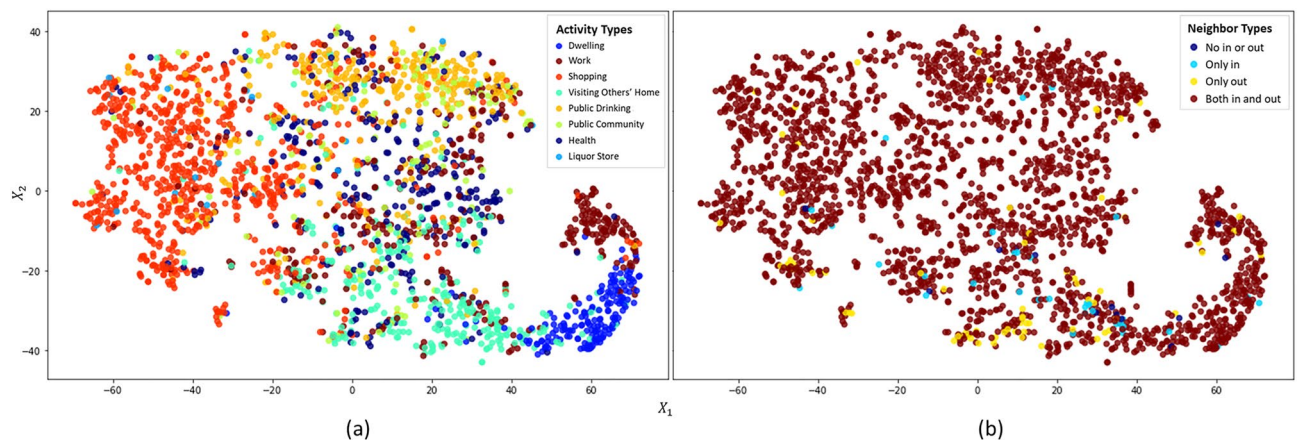 Activity Types
Dwelling
Work
Shopping
Visiting Others' Home
Public Drinking
Public Community
Health
Liquor Store
40
20
0
−20
−40
X₂
−60 −40 −20 0 20 40 60
(a)
Neighbor Types
No in or out
Only in
Only out
Both in and out
−60 −40 −20 0 20 40 60
X₁
(b)